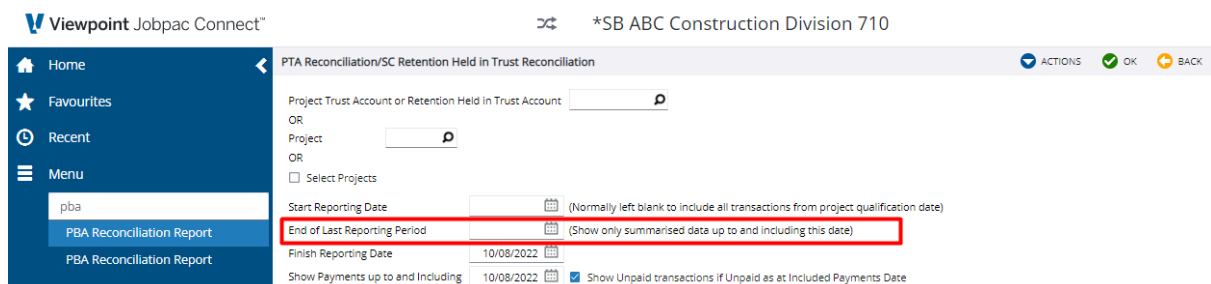 Viewpoint Jobpac Connect™
*SB ABC Construction Division 710
Home
Favourites
Recent
Menu
pba
PBA Reconciliation Report
PBA Reconciliation Report
PTA Reconciliation/SC Retention Held in Trust Reconciliation
ACTIONS OK BACK
Project Trust Account or Retention Held in Trust Account
OR
Project
OR
Select Projects
Start Reporting Date (Normally left blank to include all transactions from project qualification date)
End of Last Reporting Period (Show only summarised data up to and including this date)
Finish Reporting Date 10/08/2022
Show Payments up to and Including 10/08/2022 Show Unpaid transactions if Unpaid as at Included Payments Date